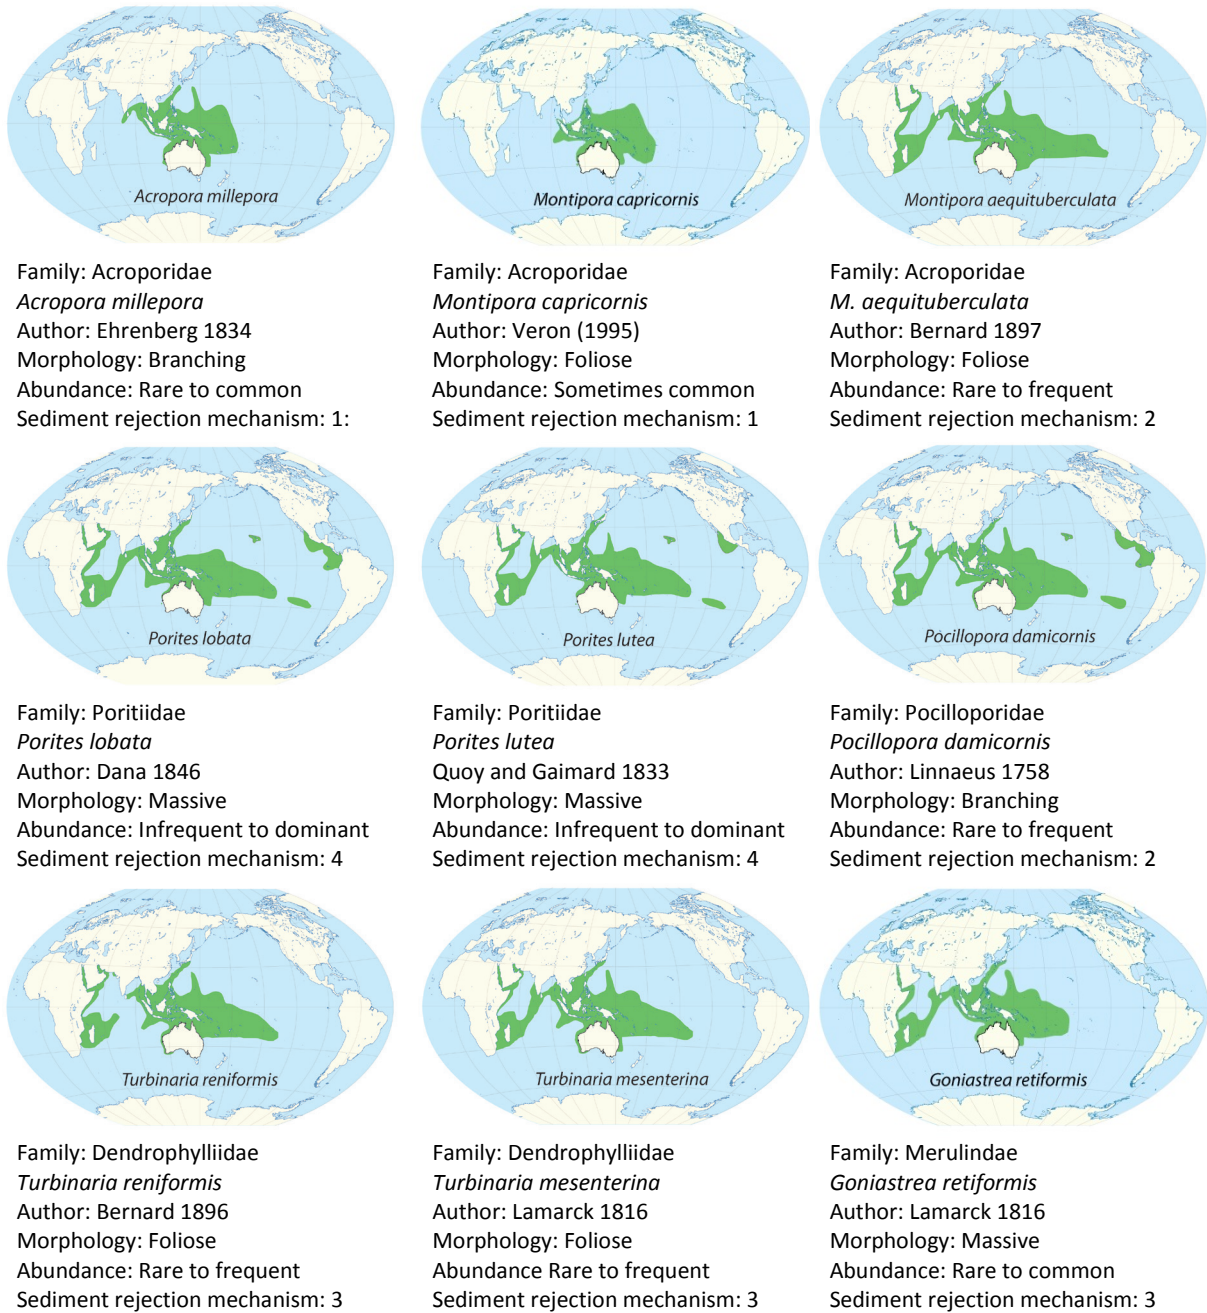 Acropora millepora
Family: Acroporidae
Acropora millepora
Author: Ehrenberg 1834
Morphology: Branching
Abundance: Rare to common
Sediment rejection mechanism: 1:
Montipora capricornis
Family: Acroporidae
Montipora capricornis
Author: Veron (1995)
Morphology: Foliose
Abundance: Sometimes common
Sediment rejection mechanism: 1
Montipora aequituberculata
Family: Acroporidae
M. aequituberculata
Author: Bernard 1897
Morphology: Foliose
Abundance: Rare to frequent
Sediment rejection mechanism: 2
Porites lobata
Family: Poritiidae
Porites lobata
Author: Dana 1846
Morphology: Massive
Abundance: Infrequent to dominant
Sediment rejection mechanism: 4
Porites lutea
Family: Poritiidae
Porites lutea
Quoy and Gaimard 1833
Morphology: Massive
Abundance: Infrequent to dominant
Sediment rejection mechanism: 4
Pocillopora damicornis
Family: Pocilloporidae
Pocillopora damicornis
Author: Linnaeus 1758
Morphology: Branching
Abundance: Rare to frequent
Sediment rejection mechanism: 2
Turbinaria reniformis
Family: Dendrophylliidae
Turbinaria reniformis
Author: Bernard 1896
Morphology: Foliose
Abundance: Rare to frequent
Sediment rejection mechanism: 3
Turbinaria mesenterina
Family: Dendrophylliidae
Turbinaria mesenterina
Author: Lamarck 1816
Morphology: Foliose
Abundance Rare to frequent
Sediment rejection mechanism: 3
Goniastrea retiformis
Family: Merulindae
Goniastrea retiformis
Author: Lamarck 1816
Morphology: Massive
Abundance: Rare to common
Sediment rejection mechanism: 3